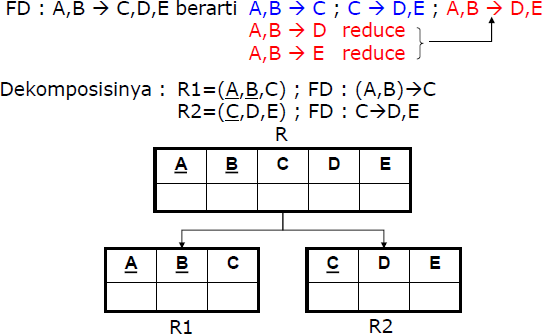 FD : A,B → C,D,E berarti A,B → C ; C → D,E ; A,B → D,E
A,B → D reduce
A,B → E reduce
Dekomposisinya : R1=(A,B,C) ; FD : (A,B)→C
R2=(C,D,E) ; FD : C→D,E
R
A B C D E
A B C
C D E
R1
R2